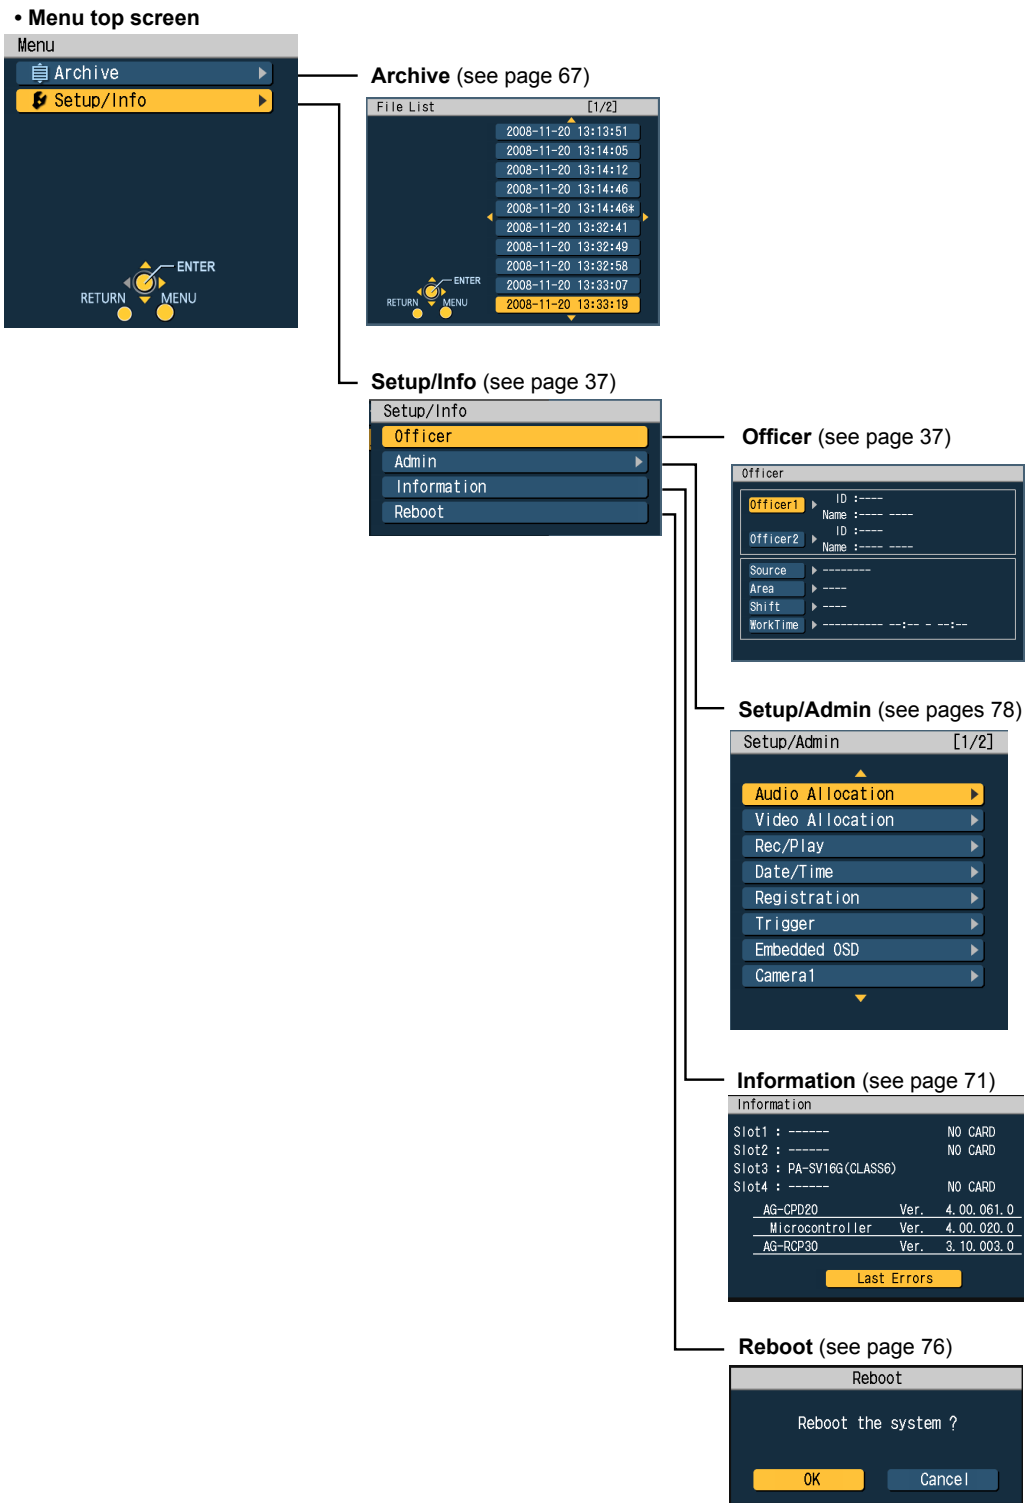 • Menu top screen
Menu
Archive
Setup/Info
ENTER
RETURN
MENU
Archive (see page 67)
File List [1/2]
2008-11-20 13:13:51
2008-11-20 13:14:05
2008-11-20 13:14:12
2008-11-20 13:14:46
2008-11-20 13:14:46*
2008-11-20 13:32:41
2008-11-20 13:32:49
2008-11-20 13:32:58
2008-11-20 13:33:07
2008-11-20 13:33:19
ENTER
RETURN
MENU
Setup/Info (see page 37)
Setup/Info
Officer
Admin
Information
Reboot
Officer (see page 37)
Officer
Officer1 ID :----
Name :---- ----
Officer2 ID :----
Name :---- ----
Source --------
Area ----
Shift ----
WorkTime ---------- --:-- - --:--
Setup/Admin (see pages 78)
Setup/Admin [1/2]
Audio Allocation
Video Allocation
Rec/Play
Date/Time
Registration
Trigger
Embedded OSD
Camera1
Information (see page 71)
Information
Slot1 : ------ NO CARD
Slot2 : ------ NO CARD
Slot3 : PA-SV16G(CLASS6)
Slot4 : ------ NO CARD
AG-CPD20 Ver. 4.00.061.0
Microcontroller Ver. 4.00.020.0
AG-RCP30 Ver. 3.10.003.0
Last Errors
Reboot (see page 76)
Reboot
Reboot the system ?
OK Cancel